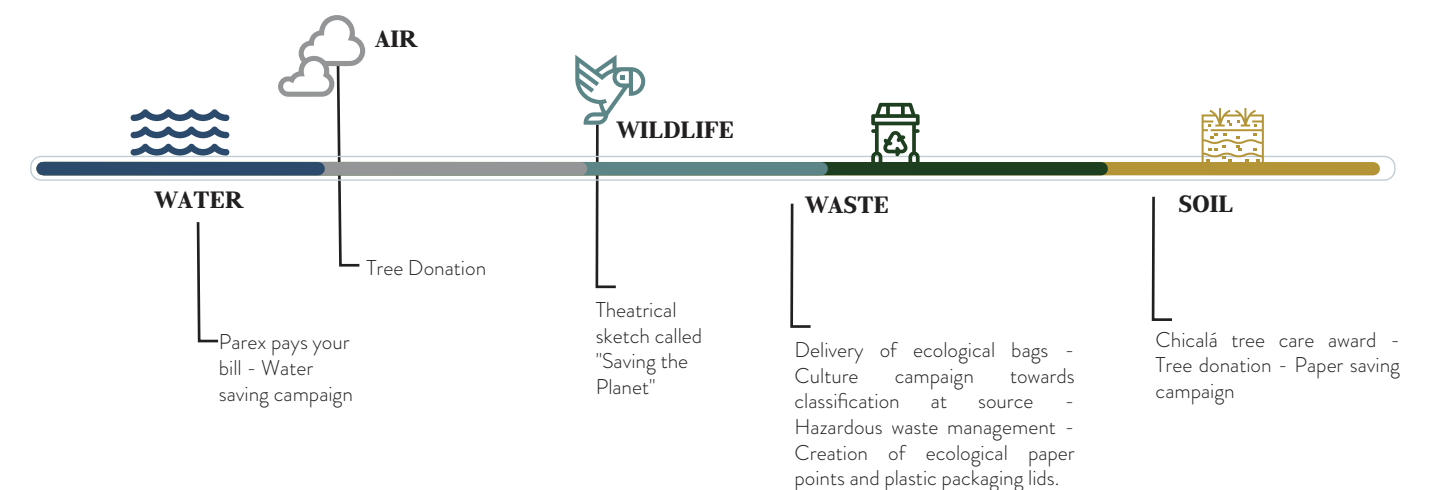 AIR
WILDLIFE
WATER
WASTE
SOIL
Tree Donation
Parex pays your
bill - Water
saving campaign
Theatrical
sketch called
"Saving the
Planet"
Delivery of ecological bags -
Culture campaign towards
classification at source -
Hazardous waste management -
Creation of ecological paper
points and plastic packaging lids.
Chicalá tree care award -
Tree donation - Paper saving
campaign